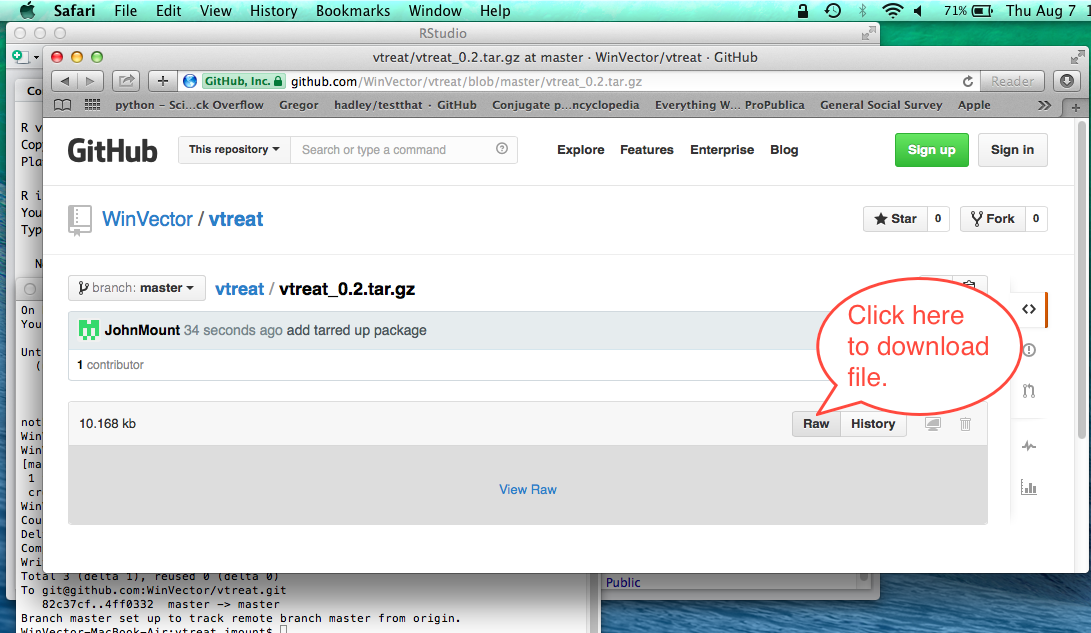 Safari File Edit View History Bookmarks Window Help 71% Thu Aug 7
RStudio
vtreat/vtreat_0.2.tar.gz at master · WinVector/vtreat · GitHub
GitHub, Inc. github.com/WinVector/vtreat/blob/master/vtreat_0.2.tar.gz Reader
python – Sci...ck Overflow Gregor hadley/testthat · GitHub Conjugate p...ncyclopedia Everything W... ProPublica General Social Survey Apple
Co
R v
Cop
Pla
GitHub This repository Search or type a command Explore Features Enterprise Blog Sign up Sign in
R i
You
Typ
WinVector / vtreat Star 0 Fork 0
N
branch: master vtreat / vtreat_0.2.tar.gz
On
You
JohnMount 34 seconds ago add tarred up package
Click here
to download
file.
Unt
(
1 contributor
not
Win
Win
[ma
1
cr
Win
Cou
Del
Com
Wri
10.168 kb Raw History
View Raw
Total 3 (delta 1), reused 0 (delta 0)
To git@github.com:WinVector/vtreat.git
82c37cf..4ff0332 master -> master
Branch master set up to track remote branch master from origin.
WinVector-MacBook-Air:vtreat jmount$
Public